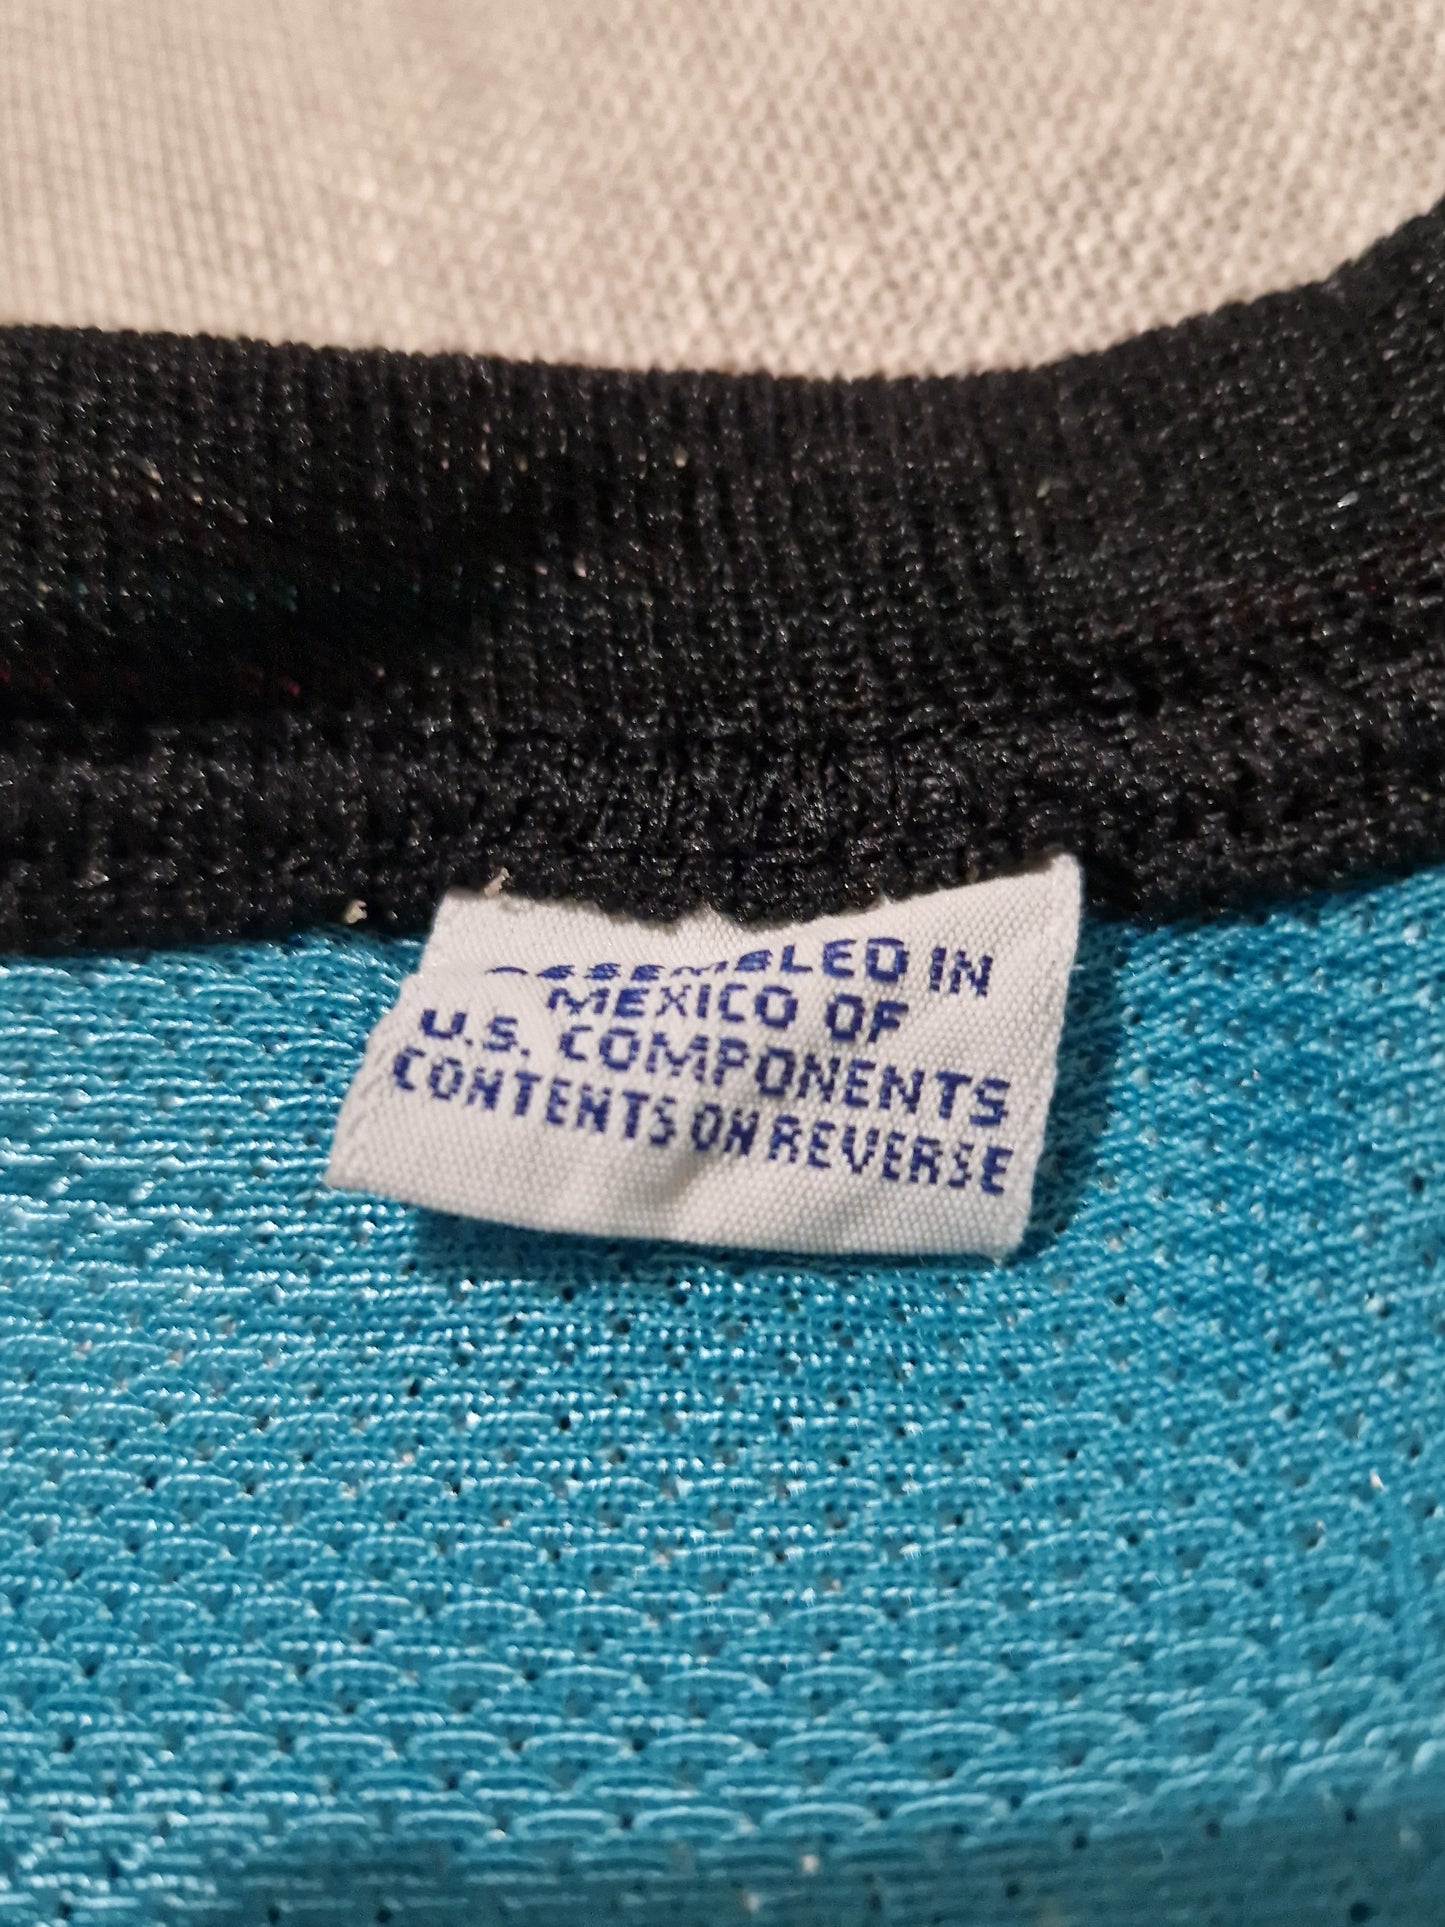 ASSEMBLED IN
MEXICO OF
U.S. COMPONENTS
CONTENTS ON REVERSE